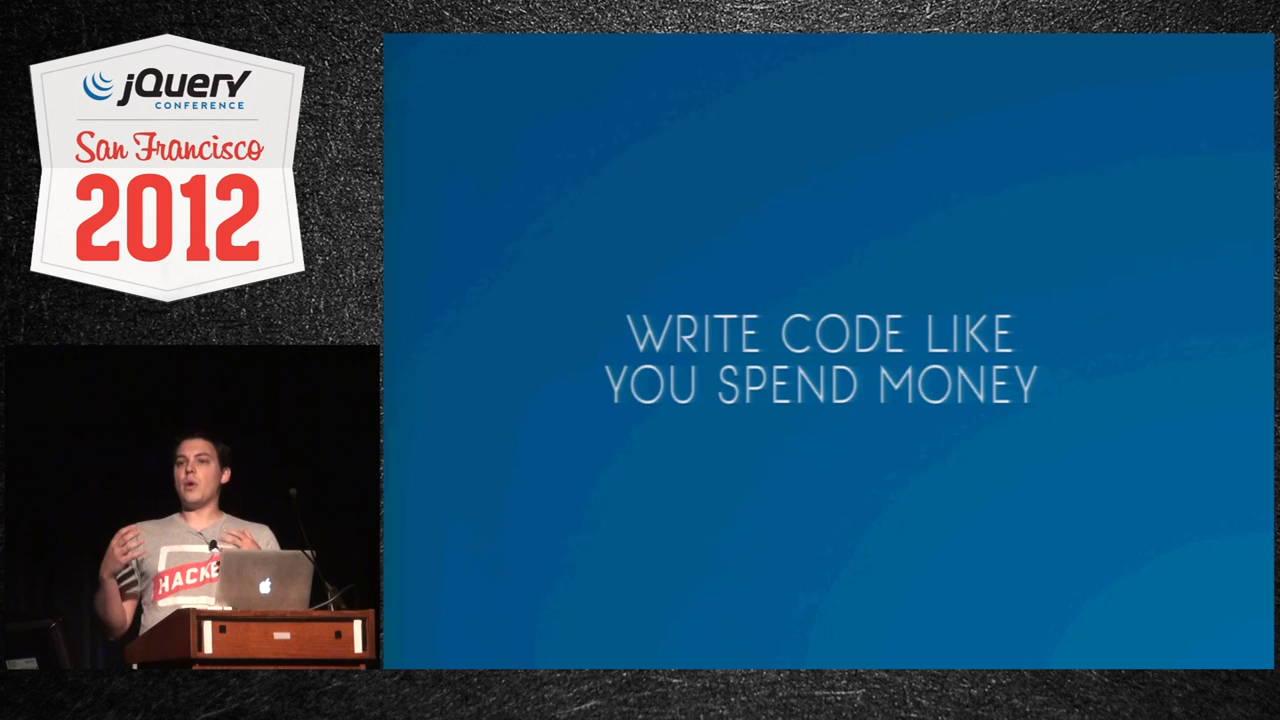 jQuery
CONFERENCE
San Francisco
2012
WRITE CODE LIKE
YOU SPEND MONEY
HACKE